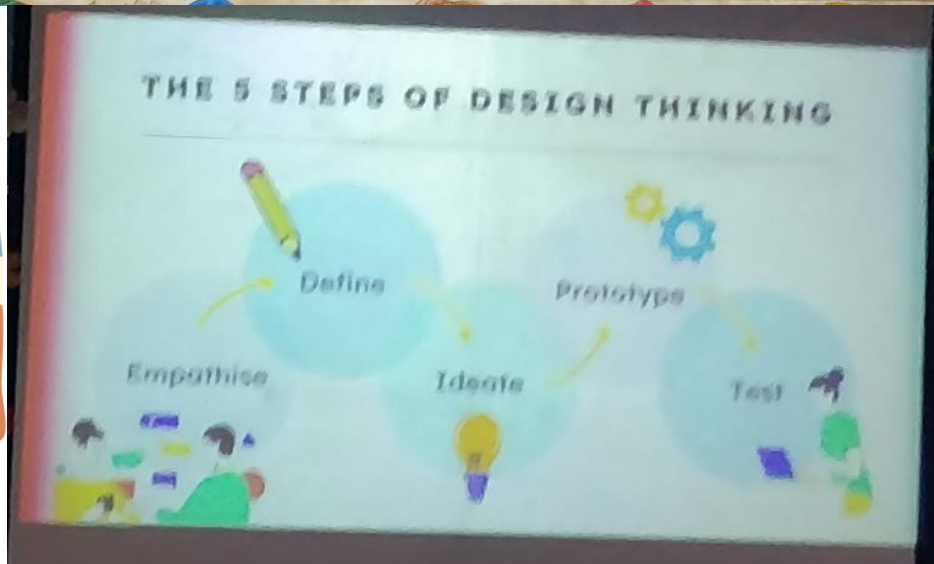 THE 5 STEPS OF DESIGN THINKING
Empathise
Define
Ideate
Prototype
Test